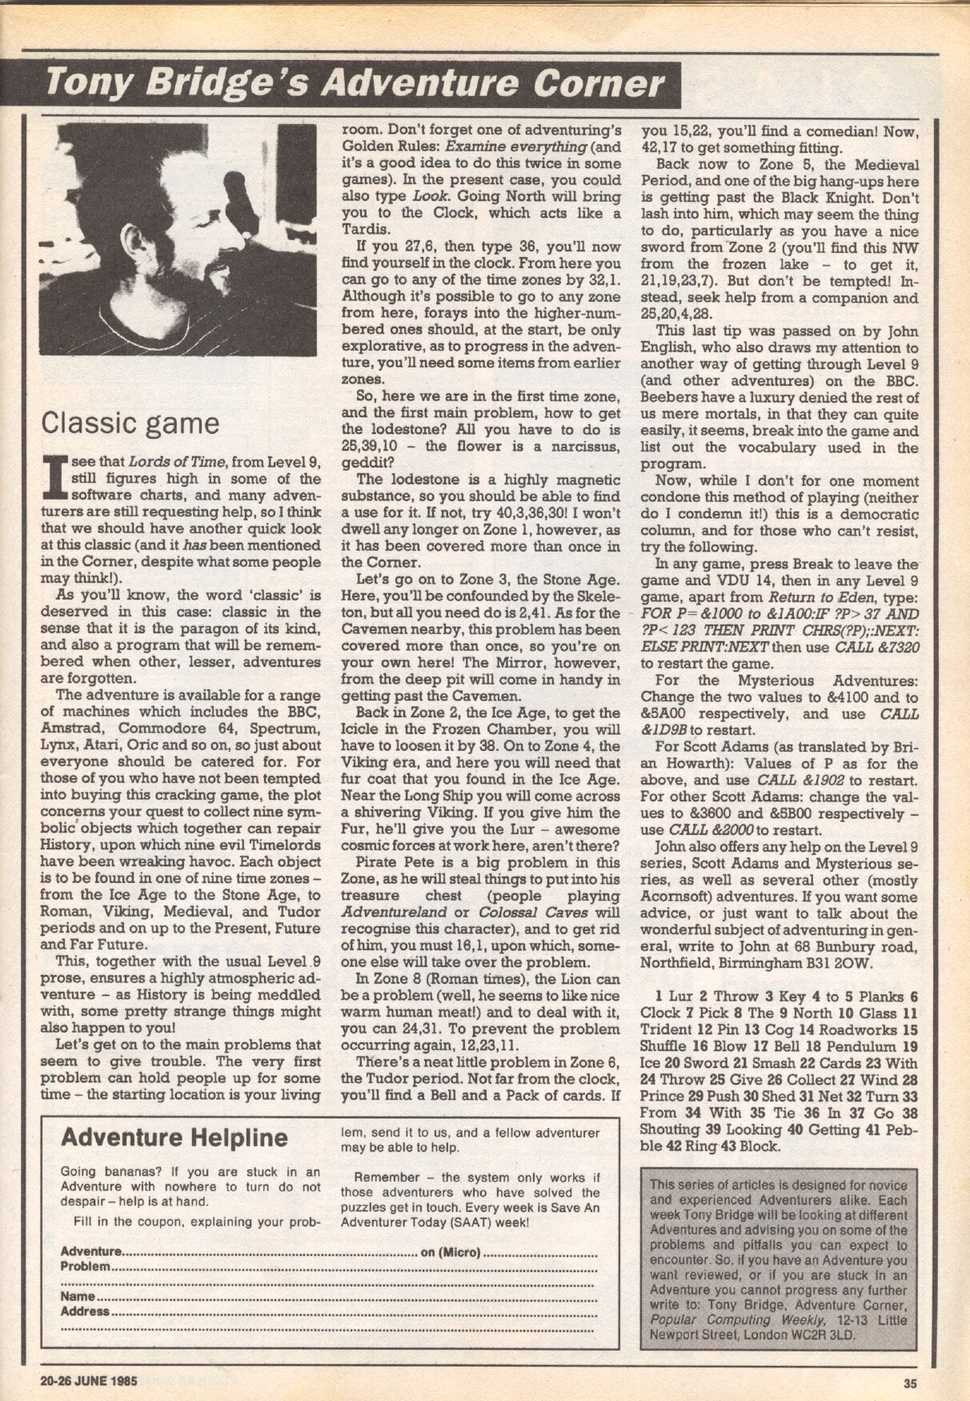 Tony Bridge's Adventure Corner
Classic game
I see that Lords of Time, from Level 9,
still figures high in some of the
software charts, and many adven-
turers are still requesting help, so I think
that we should have another quick look
at this classic (and it has been mentioned
in the Corner, despite what some people
may think!).
As you'll know, the word 'classic' is
deserved in this case: classic in the
sense that it is the paragon of its kind,
and also a program that will be remem-
bered when other, lesser, adventures
are forgotten.
The adventure is available for a range
of machines which includes the BBC,
Amstrad, Commodore 64, Spectrum,
Lynx, Atari, Oric and so on, so just about
everyone should be catered for. For
those of you who have not been tempted
into buying this cracking game, the plot
concerns your quest to collect nine sym-
bolic objects which together can repair
History, upon which nine evil Timelords
have been wreaking havoc. Each object
is to be found in one of nine time zones –
from the Ice Age to the Stone Age, to
Roman, Viking, Medieval, and Tudor
periods and on up to the Present, Future
and Far Future.
This, together with the usual Level 9
prose, ensures a highly atmospheric ad-
venture – as History is being meddled
with, some pretty strange things might
also happen to you!
Let's get on to the main problems that
seem to give trouble. The very first
problem can hold people up for some
time – the starting location is your living
room. Don't forget one of adventuring's
Golden Rules: Examine everything (and
it's a good idea to do this twice in some
games). In the present case, you could
also type Look. Going North will bring
you to the Clock, which acts like a
Tardis.
If you 27,6, then type 36, you'll now
find yourself in the clock. From here you
can go to any of the time zones by 32,1.
Although it's possible to go to any zone
from here, forays into the higher-num-
bered ones should, at the start, be only
explorative, as to progress in the adven-
ture, you'll need some items from earlier
zones.
So, here we are in the first time zone,
and the first main problem, how to get
the lodestone? All you have to do is
25,39,10 – the flower is a narcissus,
geddit?
The lodestone is a highly magnetic
substance, so you should be able to find
a use for it. If not, try 40,3,36,30! I won't
dwell any longer on Zone 1, however, as
it has been covered more than once in
the Corner.
Let's go on to Zone 3, the Stone Age.
Here, you'll be confounded by the Skele-
ton, but all you need do is 2,41. As for the
Cavemen nearby, this problem has been
covered more than once, so you're on
your own here! The Mirror, however,
from the deep pit will come in handy in
getting past the Cavemen.
Back in Zone 2, the Ice Age, to get the
Icicle in the Frozen Chamber, you will
have to loosen it by 38. On to Zone 4, the
Viking era, and here you will need that
fur coat that you found in the Ice Age.
Near the Long Ship you will come across
a shivering Viking. If you give him the
Fur, he'll give you the Lur – awesome
cosmic forces at work here, aren't there?
Pirate Pete is a big problem in this
Zone, as he will steal things to put into his
treasure chest (people playing
Adventureland or Colossal Caves will
recognise this character), and to get rid
of him, you must 16,1, upon which, some-
one else will take over the problem.
In Zone 8 (Roman times), the Lion can
be a problem (well, he seems to like nice
warm human meat!) and to deal with it,
you can 24,31. To prevent the problem
occurring again, 12,23,11.
There's a neat little problem in Zone 6,
the Tudor period. Not far from the clock,
you'll find a Bell and a Pack of cards. If
you 15,22, you'll find a comedian! Now,
42,17 to get something fitting.
Back now to Zone 5, the Medieval
Period, and one of the big hang-ups here
is getting past the Black Knight. Don't
lash into him, which may seem the thing
to do, particularly as you have a nice
sword from Zone 2 (you'll find this NW
from the frozen lake – to get it,
21,19,23,7). But don't be tempted! In-
stead, seek help from a companion and
25,20,4,28.
This last tip was passed on by John
English, who also draws my attention to
another way of getting through Level 9
(and other adventures) on the BBC.
Beebers have a luxury denied the rest of
us mere mortals, in that they can quite
easily, it seems, break into the game and
list out the vocabulary used in the
program.
Now, while I don't for one moment
condone this method of playing (neither
do I condemn it!) this is a democratic
column, and for those who can't resist,
try the following.
In any game, press Break to leave the
game and VDU 14, then in any Level 9
game, apart from Return to Eden, type:
FOR P= &1000 to &1A00:IF ?P> 37 AND
?P< 123 THEN PRINT CHRS(?P);:NEXT:
ELSE PRINT:NEXT then use CALL &7320
to restart the game.
For the Mysterious Adventures:
Change the two values to &4100 and to
&5A00 respectively, and use CALL
&1D9B to restart.
For Scott Adams (as translated by Bri-
an Howarth): Values of P as for the
above, and use CALL &1902 to restart.
For other Scott Adams: change the val-
ues to &3600 and &5B00 respectively –
use CALL &2000 to restart.
John also offers any help on the Level 9
series, Scott Adams and Mysterious se-
ries, as well as several other (mostly
Acornsoft) adventures. If you want some
advice, or just want to talk about the
wonderful subject of adventuring in gen-
eral, write to John at 68 Bunbury road,
Northfield, Birmingham B31 2OW.
1 Lur 2 Throw 3 Key 4 to 5 Planks 6
Clock 7 Pick 8 The 9 North 10 Glass 11
Trident 12 Pin 13 Cog 14 Roadworks 15
Shuffle 16 Blow 17 Bell 18 Pendulum 19
Ice 20 Sword 21 Smash 22 Cards 23 With
24 Throw 25 Give 26 Collect 27 Wind 28
Prince 29 Push 30 Shed 31 Net 32 Turn 33
From 34 With 35 Tie 36 In 37 Go 38
Shouting 39 Looking 40 Getting 41 Peb-
ble 42 Ring 43 Block.
Adventure Helpline
Going bananas? If you are stuck in an
Adventure with nowhere to turn do not
despair – help is at hand.
Fill in the coupon, explaining your prob-
lem, send it to us, and a fellow adventurer
may be able to help.
Remember – the system only works if
those adventurers who have solved the
puzzles get in touch. Every week is Save An
Adventurer Today (SAAT) week!
Adventure on (Micro)
Problem
Name
Address
This series of articles is designed for novice
and experienced Adventurers alike. Each
week Tony Bridge will be looking at different
Adventures and advising you on some of the
problems and pitfalls you can expect to
encounter. So, if you have an Adventure you
want reviewed, or if you are stuck in an
Adventure you cannot progress any further
write to: Tony Bridge, Adventure Corner,
Popular Computing Weekly, 12-13 Little
Newport Street, London WC2R 3LD.
20-26 JUNE 1985
35